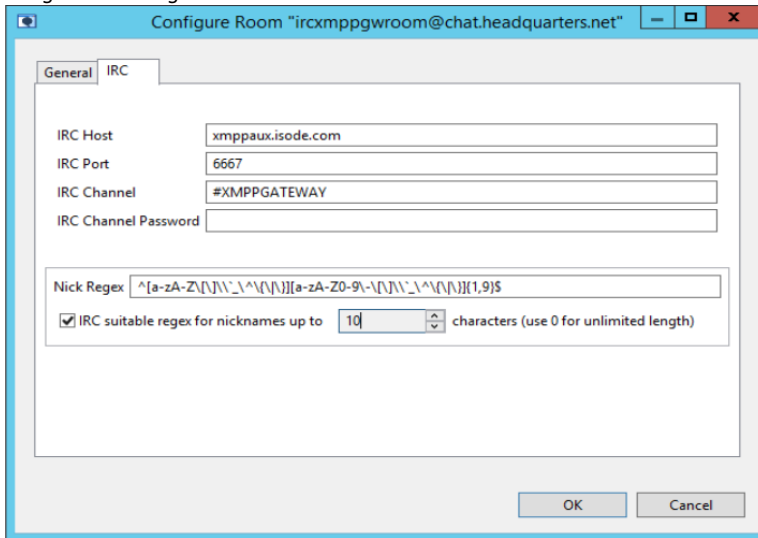 Configure Room "ircxmppgwroom@chat.headquarters.net"
General IRC
IRC Host xmppaux.isode.com
IRC Port 6667
IRC Channel #XMPPGATEWAY
IRC Channel Password
Nick Regex ^[a-zA-Z\[\]\\`_\^\{\|\}][a-zA-Z0-9\-\[\]\\`_\^\{\|\}]{1,9}$
IRC suitable regex for nicknames up to 10 characters (use 0 for unlimited length)
OK Cancel